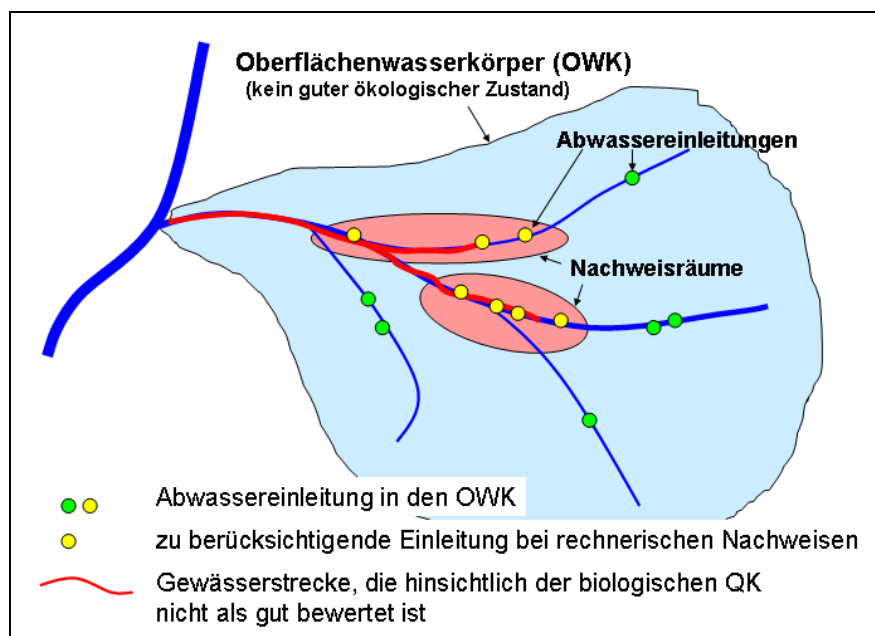 Oberflächenwasserkörper (OWK)
(kein guter ökologischer Zustand)
Abwassereinleitungen
Nachweisräume
Abwassereinleitung in den OWK
zu berücksichtigende Einleitung bei rechnerischen Nachweisen
Gewässerstrecke, die hinsichtlich der biologischen QK
nicht als gut bewertet ist